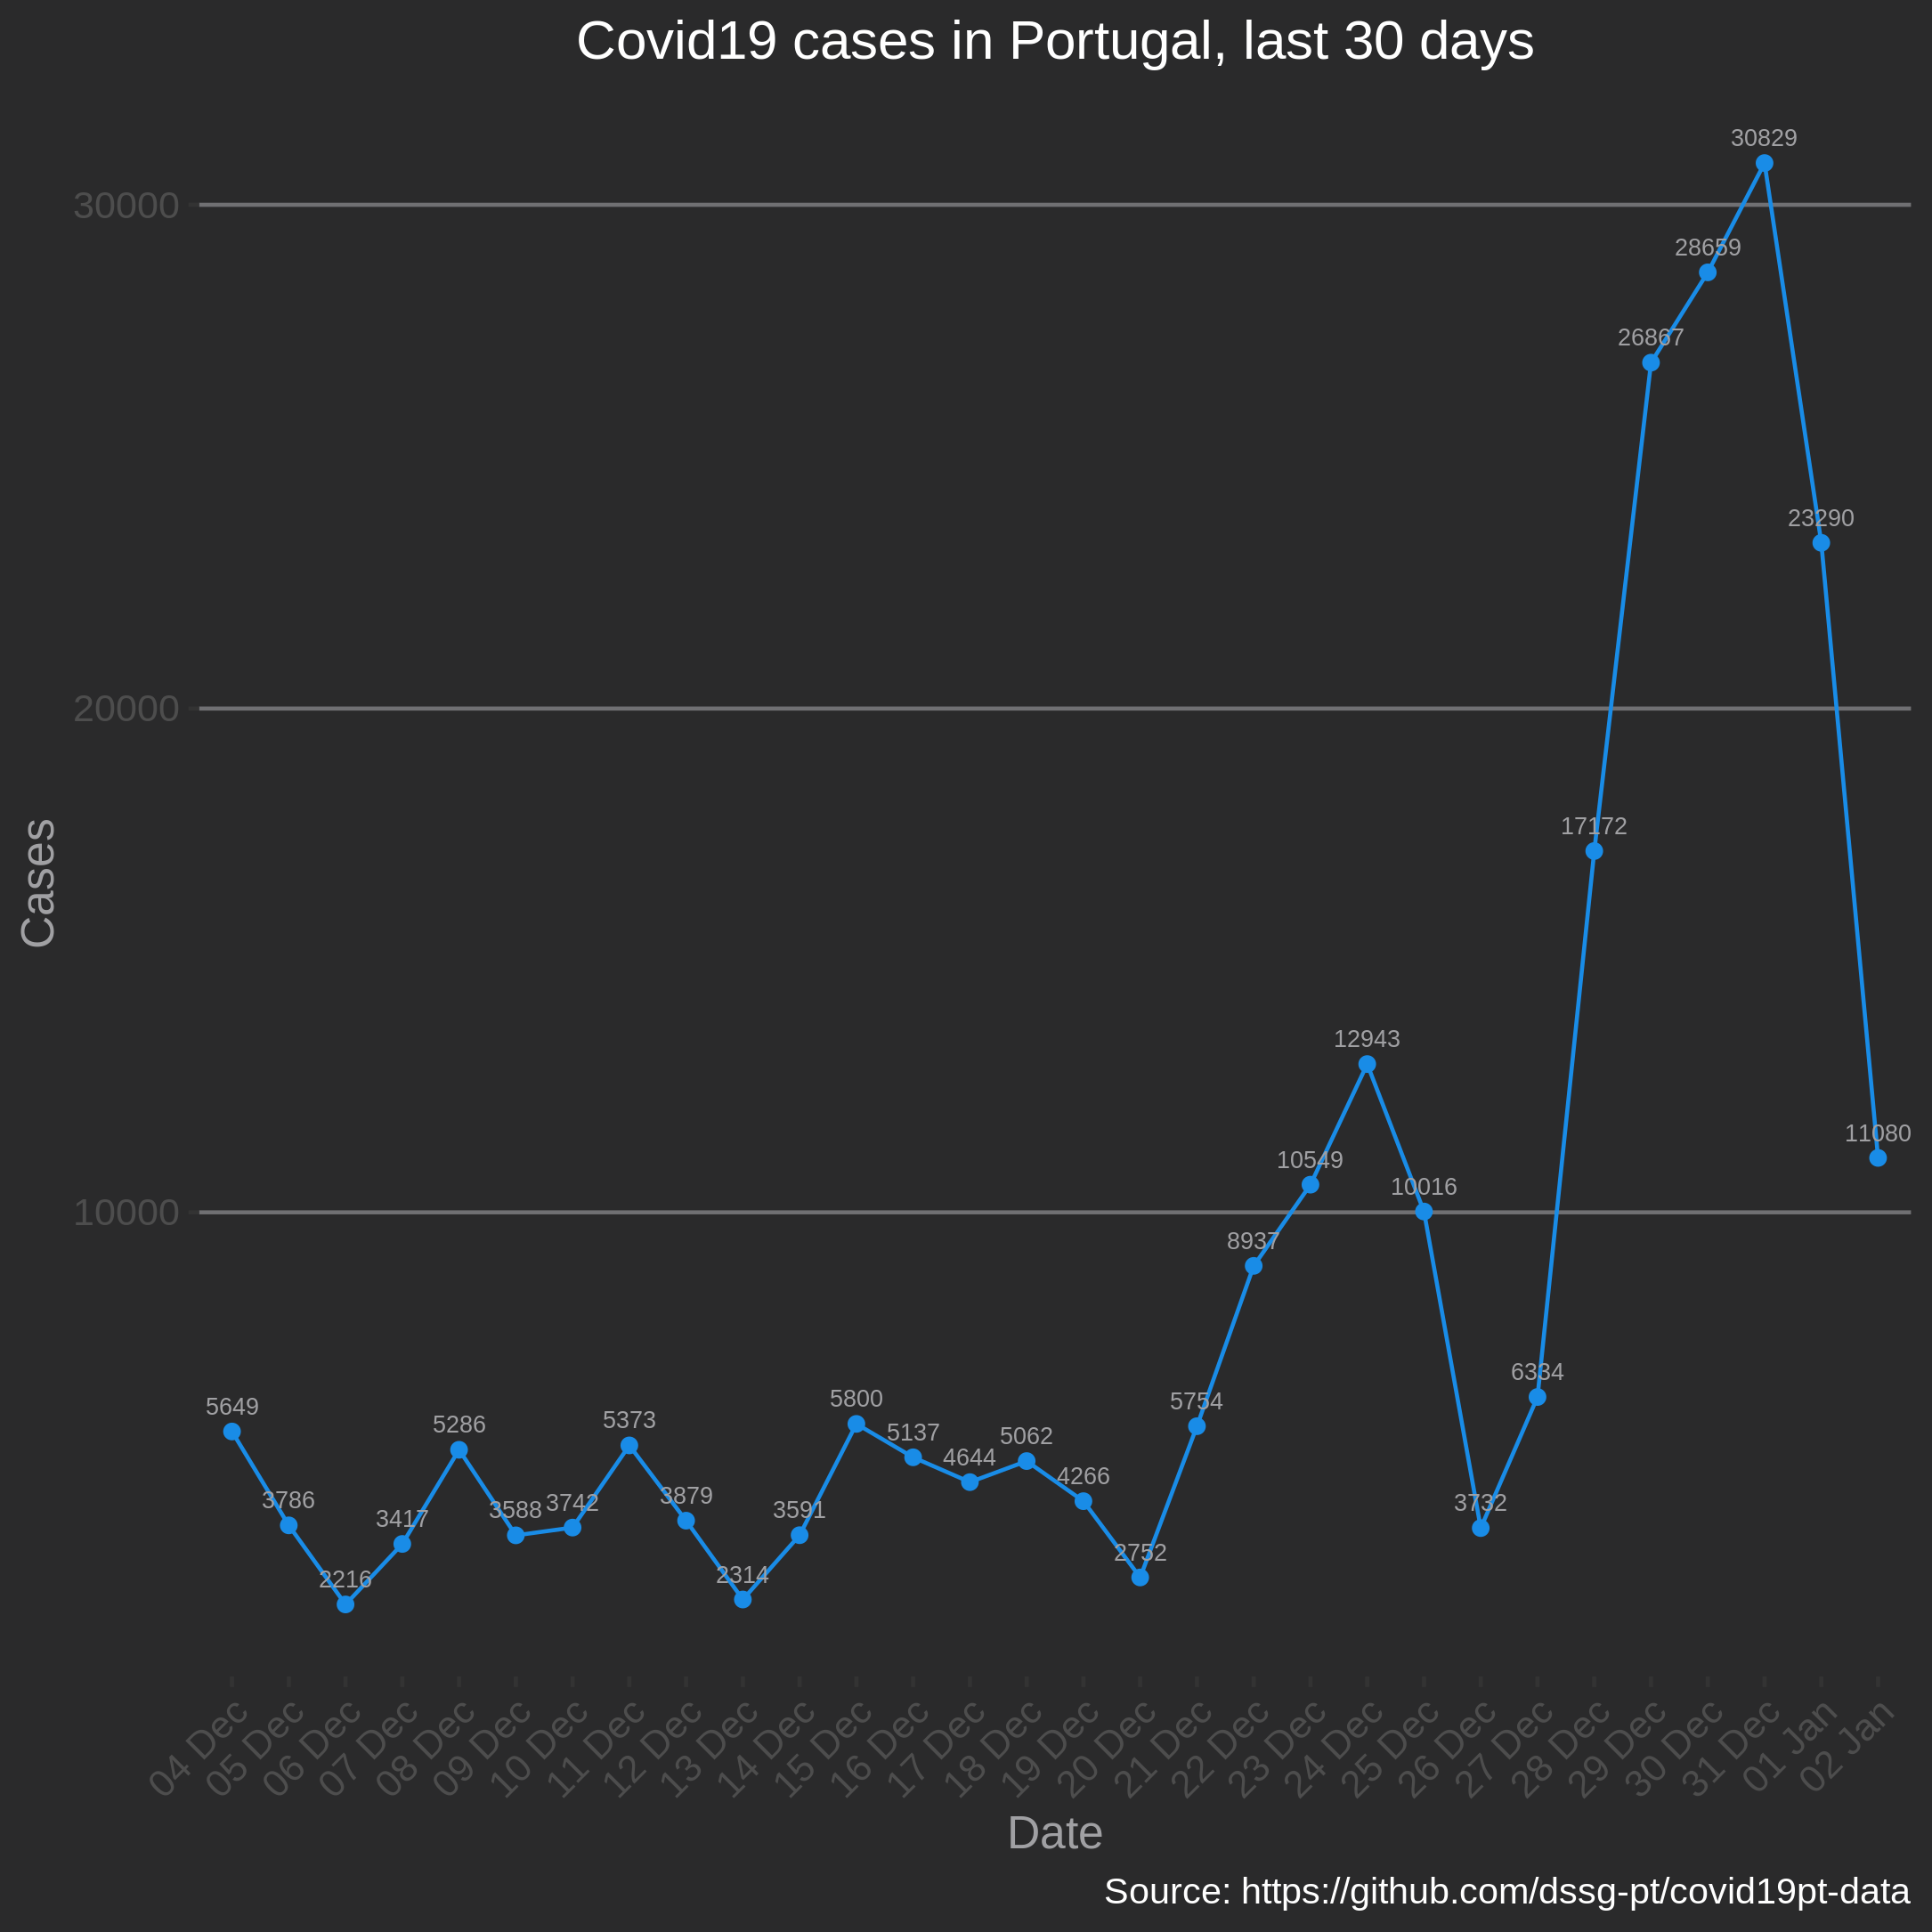 Covid19 cases in Portugal, last 30 days
Cases
30000
20000
10000
5649
3786
2216
3417
5286
3588
3742
5373
3879
2314
3591
5800
5137
4644
5062
4266
2752
5754
8937
10549
12943
10016
3732
6334
17172
26867
28659
30829
23290
11080
04 Dec
05 Dec
06 Dec
07 Dec
08 Dec
09 Dec
10 Dec
11 Dec
12 Dec
13 Dec
14 Dec
15 Dec
16 Dec
17 Dec
18 Dec
19 Dec
20 Dec
21 Dec
22 Dec
23 Dec
24 Dec
25 Dec
26 Dec
27 Dec
28 Dec
29 Dec
30 Dec
31 Dec
01 Jan
02 Jan
Date
Source: https://github.com/dssg-pt/covid19pt-data